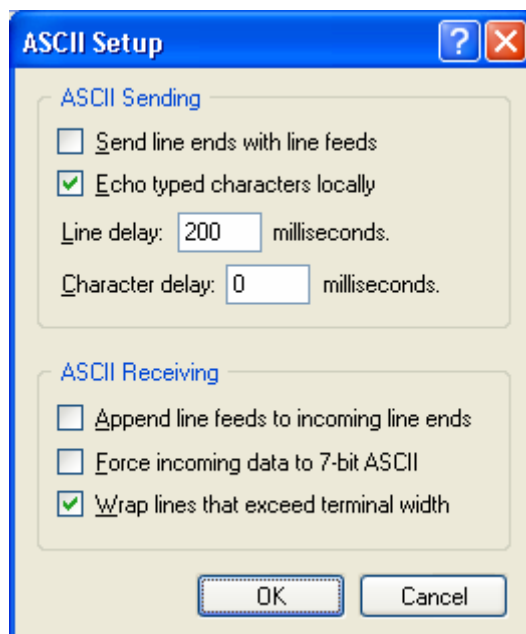 ASCII Setup
ASCII Sending
Send line ends with line feeds
Echo typed characters locally
Line delay: 200 milliseconds.
Character delay: 0 milliseconds.
ASCII Receiving
Append line feeds to incoming line ends
Force incoming data to 7-bit ASCII
Wrap lines that exceed terminal width
OK Cancel